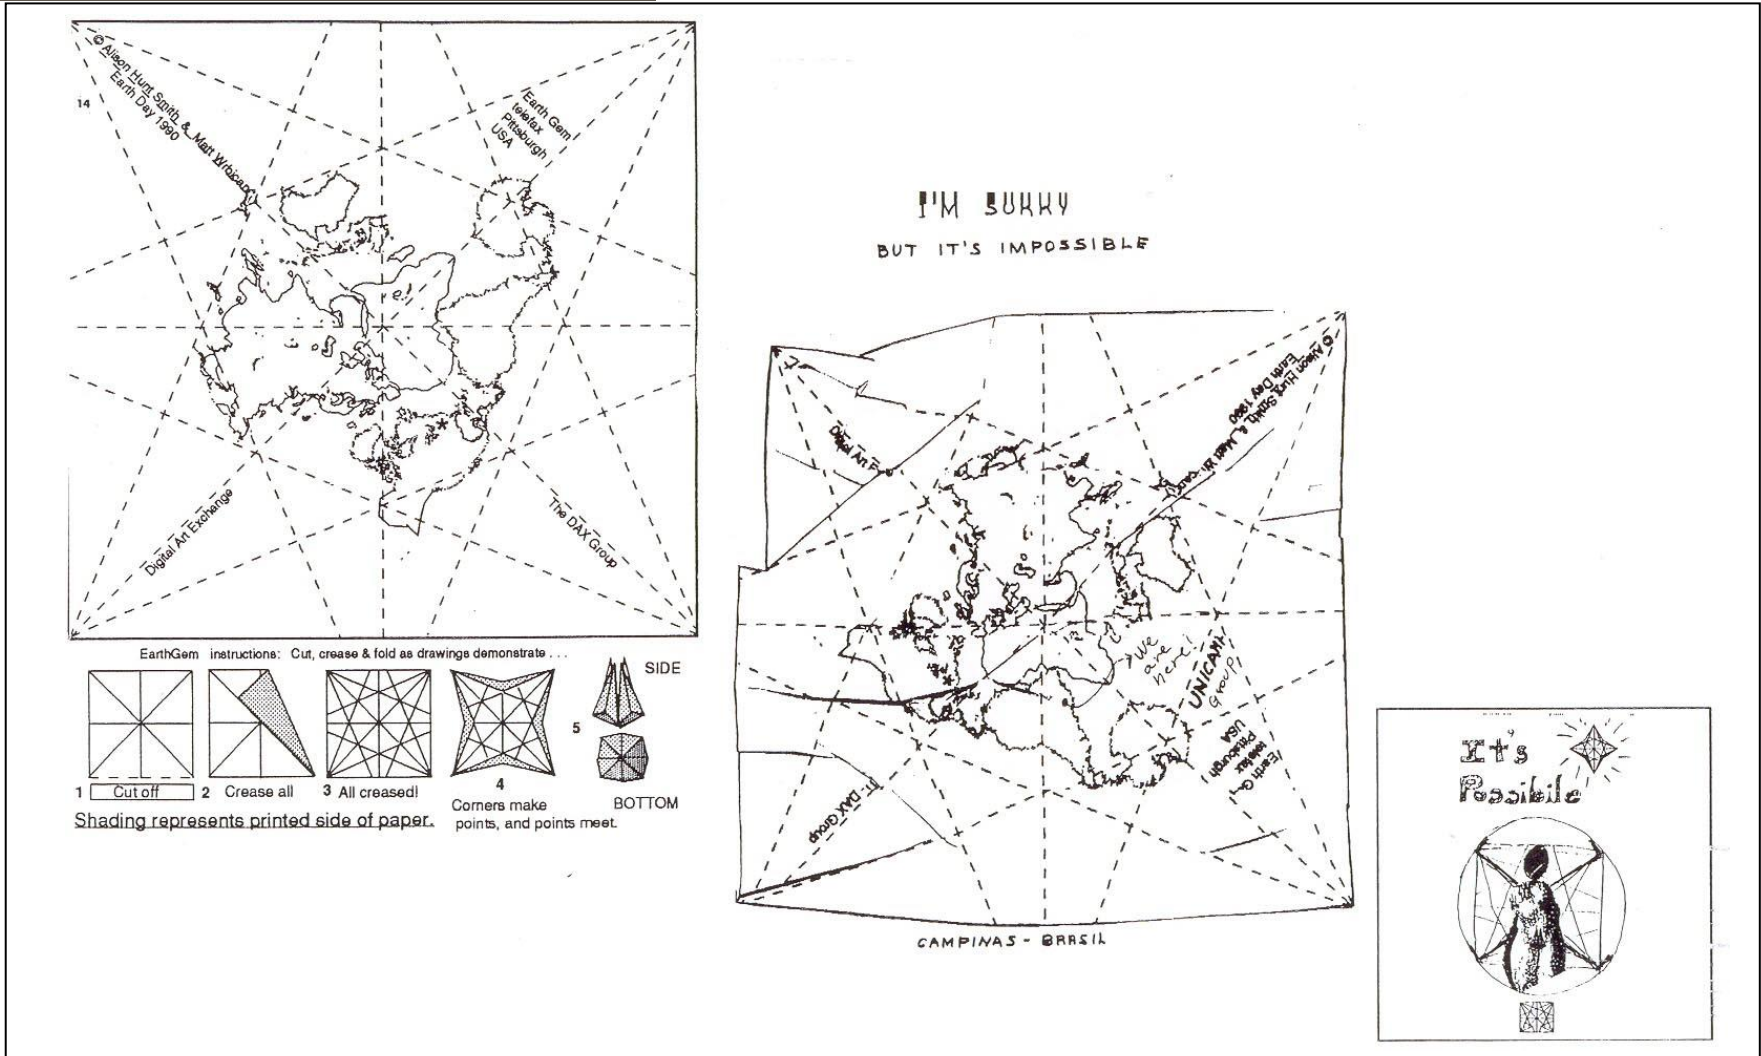 © Alison Hunt Smith & Matt Wrbican
Earth Day 1990
14
Earth Gem
telefax
Pittsburgh
USA
Digital Art Exchange
The DAX Group
*
EarthGem instructions: Cut, crease & fold as drawings demonstrate . . .
SIDE
5
1 Cut off
2 Crease all
3 All creased!
4
Corners make
points, and points meet.
BOTTOM
Shading represents printed side of paper.
I'M SORRY
BUT IT'S IMPOSSIBLE
© Alison Hunt Smith & Matt
Earth Day 1990
Digital Art
We
are
here!
UNICAMP
Group
Earth G
telefax
Pittsburgh
USA
DAX Group
CAMPINAS - BRASIL
It's
Possibile